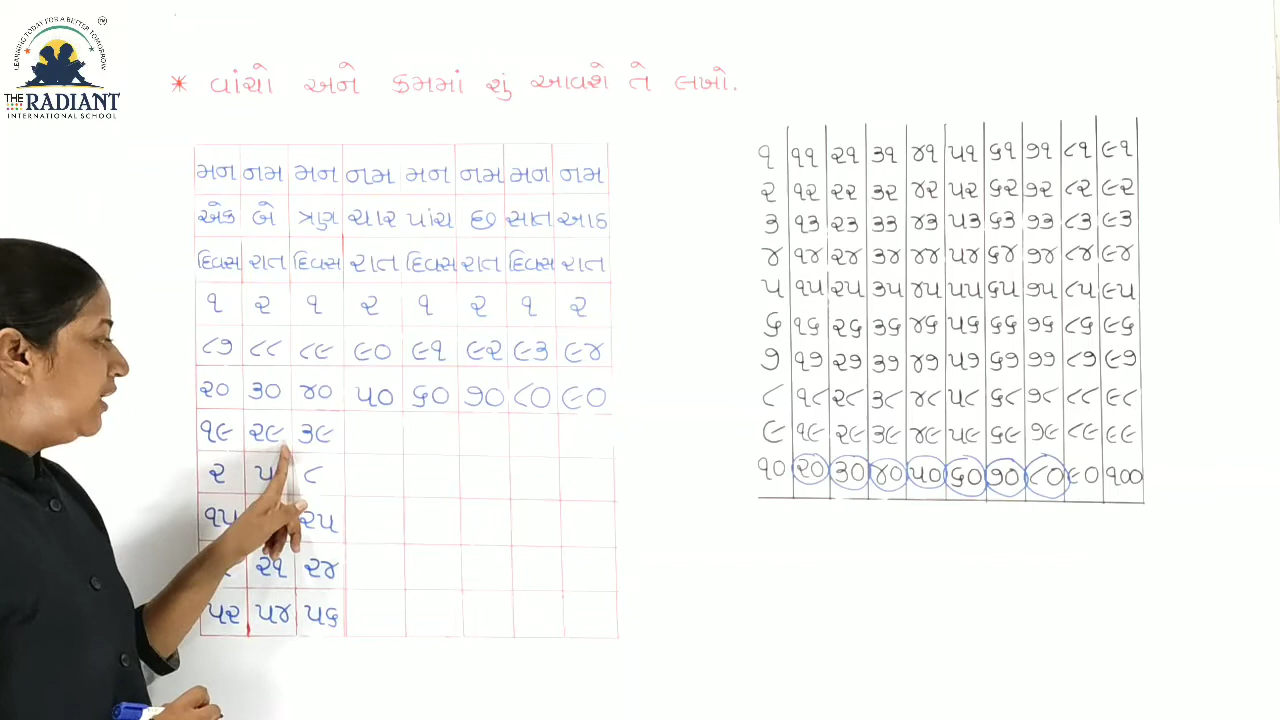 LEARNING TODAY FOR A BETTER TOMORROW
THE RADIANT
INTERNATIONAL SCHOOL
* વાંચો અને ક્રમમાં શું આવશે તે લખો.
મન નમ મન નમ મન નમ મન નમ
એક બે ત્રણ ચાર પાંચ છ સાત આઠ
દિવસ રાત દિવસ રાત દિવસ રાત દિવસ રાત
૧ ૨ ૧ ૨ ૧ ૨ ૧ ૨
૮૭ ૮૮ ૮૯ ૯૦ ૯૧ ૯૨ ૯૩ ૯૪
૨૦ ૩૦ ૪૦ ૫૦ ૬૦ ૭૦ ૮૦ ૯૦
૧૯ ૨૯ ૩૯
૨ ૫ ૮
૧૫ ૨૫
૨૧ ૨૪
૫૨ ૫૪ ૫૬
૧ ૧૧ ૨૧ ૩૧ ૪૧ ૫૧ ૬૧ ૭૧ ૮૧ ૯૧
૨ ૧૨ ૨૨ ૩૨ ૪૨ ૫૨ ૬૨ ૭૨ ૮૨ ૯૨
૩ ૧૩ ૨૩ ૩૩ ૪૩ ૫૩ ૬૩ ૭૩ ૮૩ ૯૩
૪ ૧૪ ૨૪ ૩૪ ૪૪ ૫૪ ૬૪ ૭૪ ૮૪ ૯૪
૫ ૧૫ ૨૫ ૩૫ ૪૫ ૫૫ ૬૫ ૭૫ ૮૫ ૯૫
૬ ૧૬ ૨૬ ૩૬ ૪૬ ૫૬ ૬૬ ૭૬ ૮૬ ૯૬
૭ ૧૭ ૨૭ ૩૭ ૪૭ ૫૭ ૬૭ ૭૭ ૮૭ ૯૭
૮ ૧૮ ૨૮ ૩૮ ૪૮ ૫૮ ૬૮ ૭૮ ૮૮ ૯૮
૯ ૧૯ ૨૯ ૩૯ ૪૯ ૫૯ ૬૯ ૭૯ ૮૯ ૯૯
૧૦ ૨૦ ૩૦ ૪૦ ૫૦ ૬૦ ૭૦ ૮૦ ૯૦ ૧૦૦